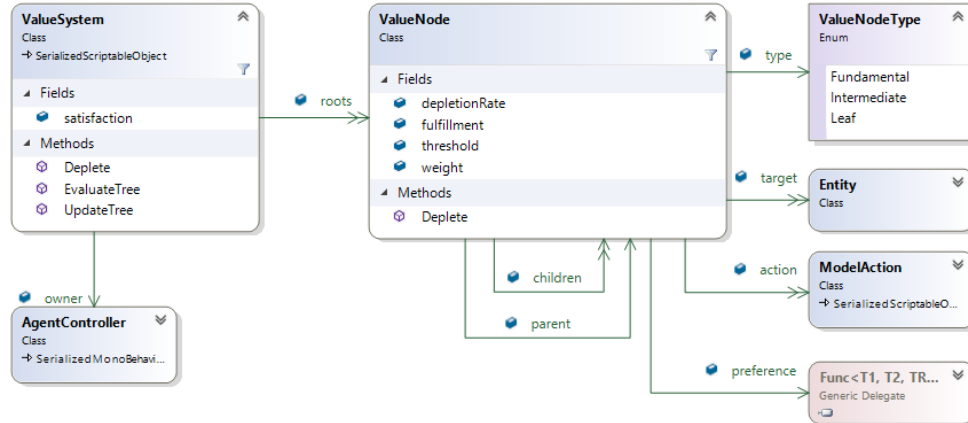 ValueSystem
Class
SerializedScriptableObject
Fields
satisfaction
Methods
Deplete
EvaluateTree
UpdateTree
roots
owner
AgentController
Class
SerializedMonoBehavi...
ValueNode
Class
Fields
depletionRate
fulfillment
threshold
weight
Methods
Deplete
children
parent
type
target
action
preference
ValueNodeType
Enum
Fundamental
Intermediate
Leaf
Entity
Class
ModelAction
Class
SerializedScriptableO...
Func<T1, T2, TR...
Generic Delegate